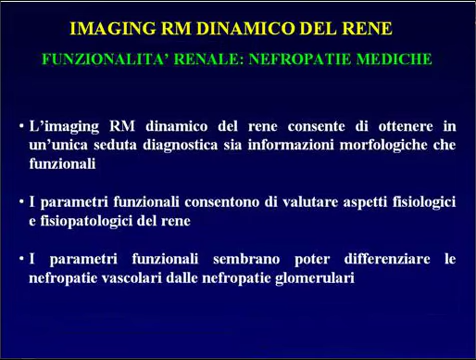 IMAGING RM DINAMICO DEL RENE
FUNZIONALITA’ RENALE: NEFROPATIE MEDICHE
• L’imaging RM dinamico del rene consente di ottenere in
un’unica seduta diagnostica sia informazioni morfologiche che
funzionali
• I parametri funzionali consentono di valutare aspetti fisiologici
e fisiopatologici del rene
• I parametri funzionali sembrano poter differenziare le
nefropatie vascolari dalle nefropatie glomerulari